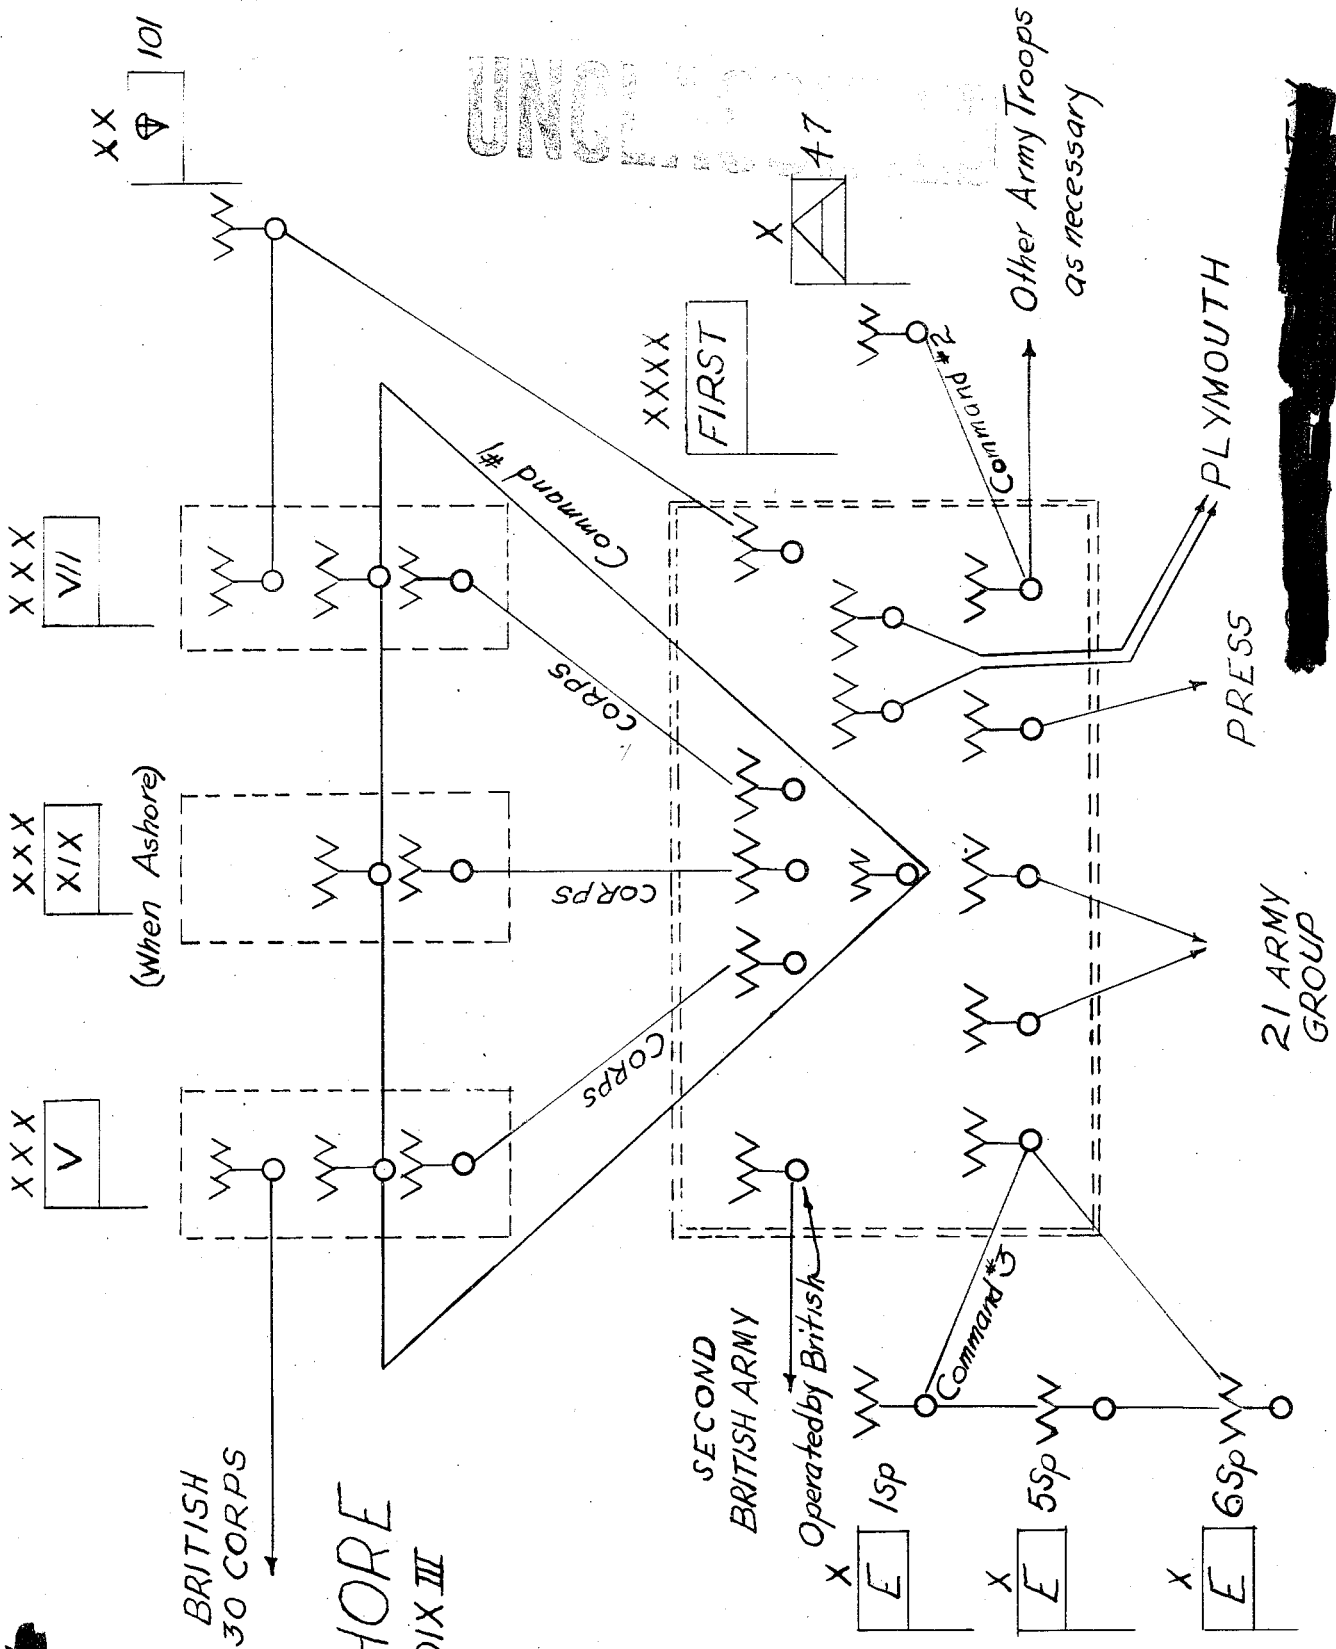 XXX
V
XXX
XIX
(When Ashore)
XXX
VII
XX
101
BRITISH
30 CORPS
HORE
DIX III
Command #1
CORPS
CORPS
CORPS
SECOND
BRITISH ARMY
Operated by British
XXXX
FIRST
X
47
Command #2
Other Army Troops
as necessary
Command #3
X
E
1Sp
X
E
5Sp
X
E
6Sp
21 ARMY
GROUP
PRESS
PLYMOUTH